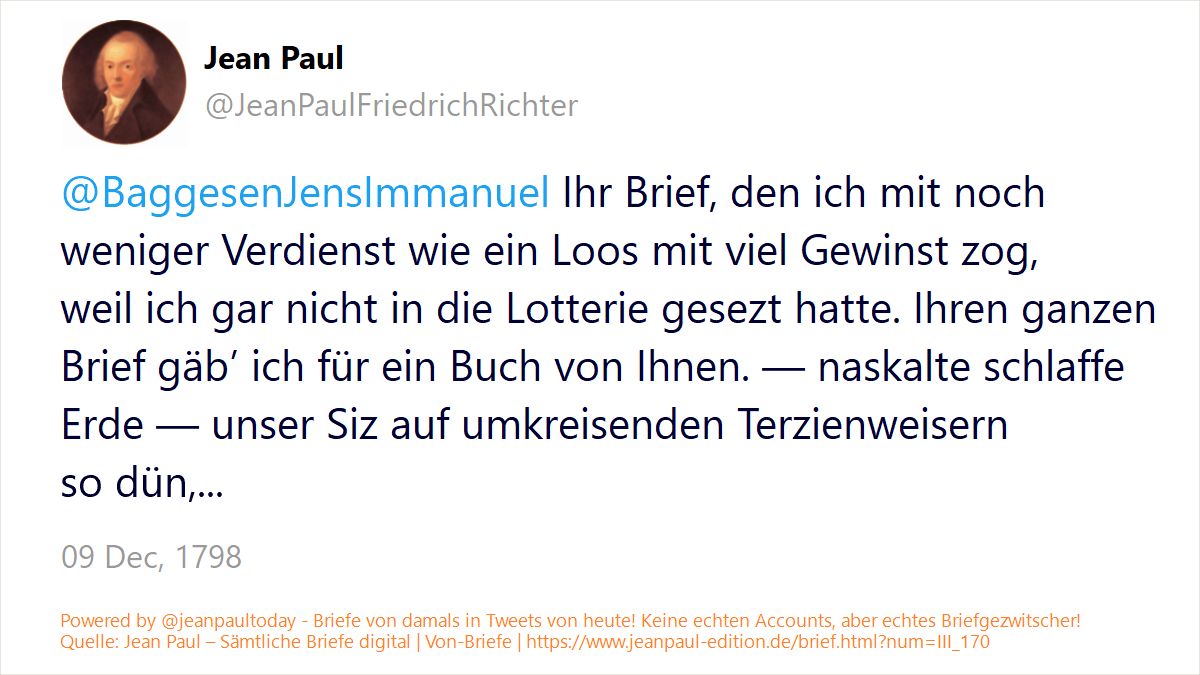 Jean Paul
@JeanPaulFriedrichRichter
@BaggesenJensImmanuel Ihr Brief, den ich mit noch
weniger Verdienst wie ein Loos mit viel Gewinst zog,
weil ich gar nicht in die Lotterie gesezt hatte. Ihren ganzen
Brief gäb’ ich für ein Buch von Ihnen. — naskalte schlaffe
Erde — unser Siz auf umkreisenden Terzienweisern
so dün,...
09 Dec, 1798
Powered by @jeanpaultoday - Briefe von damals in Tweets von heute! Keine echten Accounts, aber echtes Briefgezwitscher!
Quelle: Jean Paul – Sämtliche Briefe digital | Von-Briefe | https://www.jeanpaul-edition.de/brief.html?num=III_170